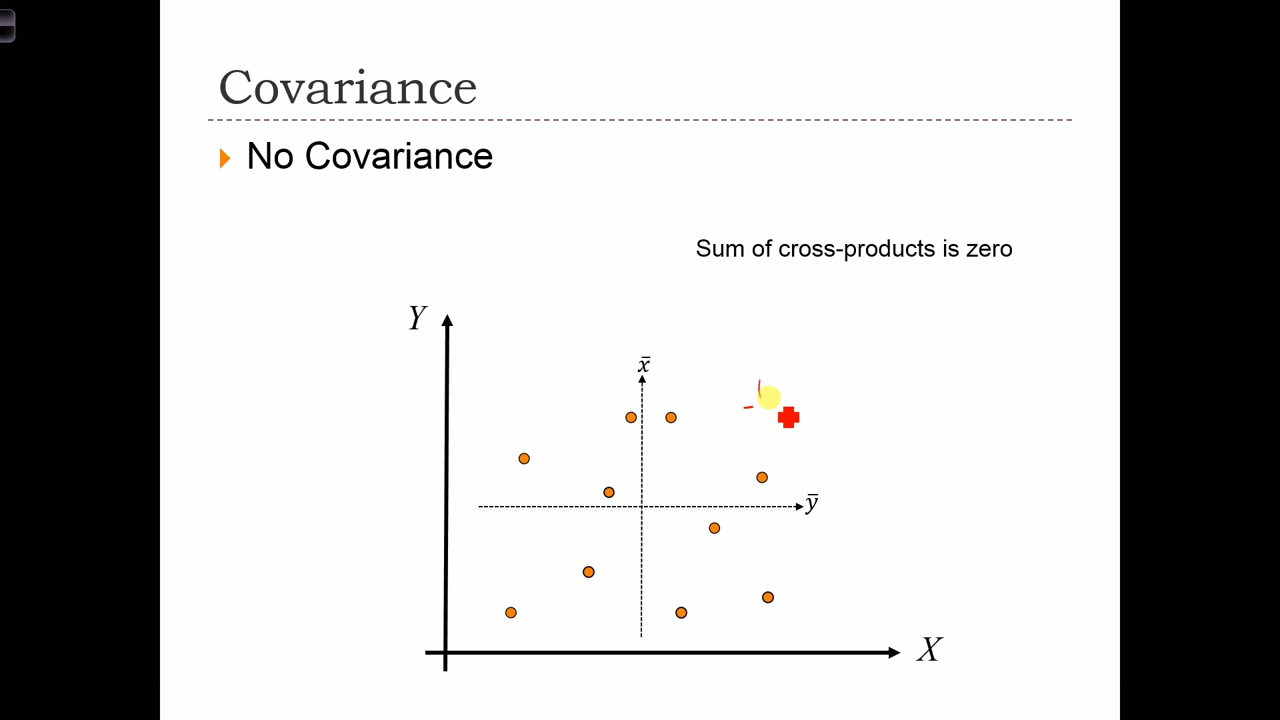 Covariance
No Covariance
Sum of cross-products is zero
Y
x̄
ȳ
X